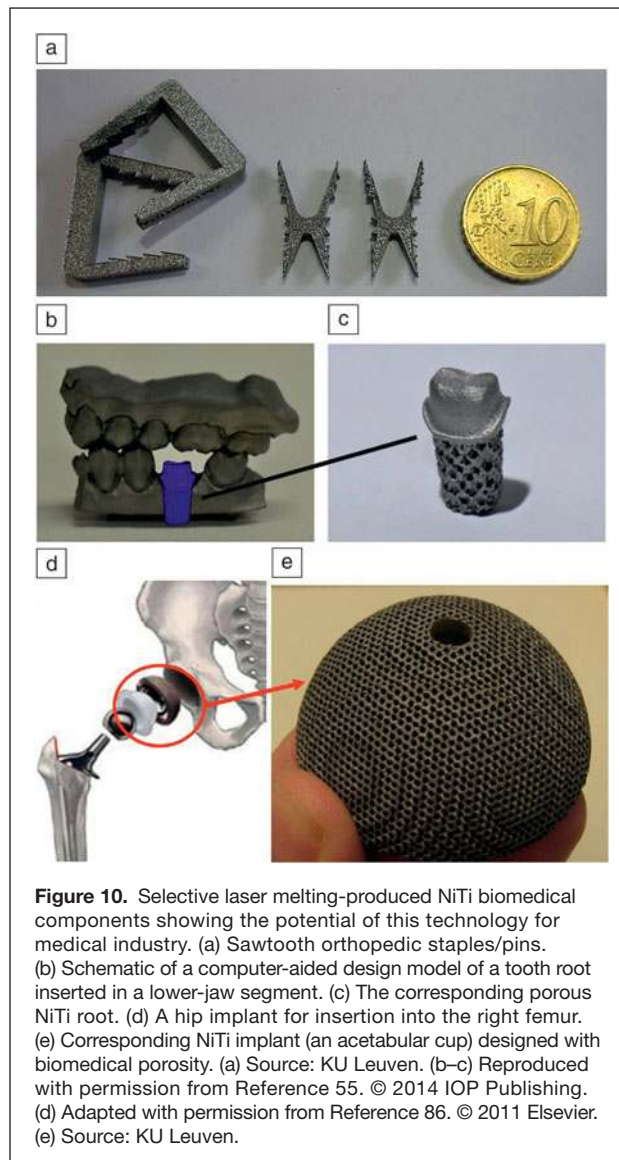 a
10
CENT
b
c
d
e
Figure 10. Selective laser melting-produced NiTi biomedical
components showing the potential of this technology for
medical industry. (a) Sawtooth orthopedic staples/pins.
(b) Schematic of a computer-aided design model of a tooth root
inserted in a lower-jaw segment. (c) The corresponding porous
NiTi root. (d) A hip implant for insertion into the right femur.
(e) Corresponding NiTi implant (an acetabular cup) designed with
biomedical porosity. (a) Source: KU Leuven. (b–c) Reproduced
with permission from Reference 55. © 2014 IOP Publishing.
(d) Adapted with permission from Reference 86. © 2011 Elsevier.
(e) Source: KU Leuven.